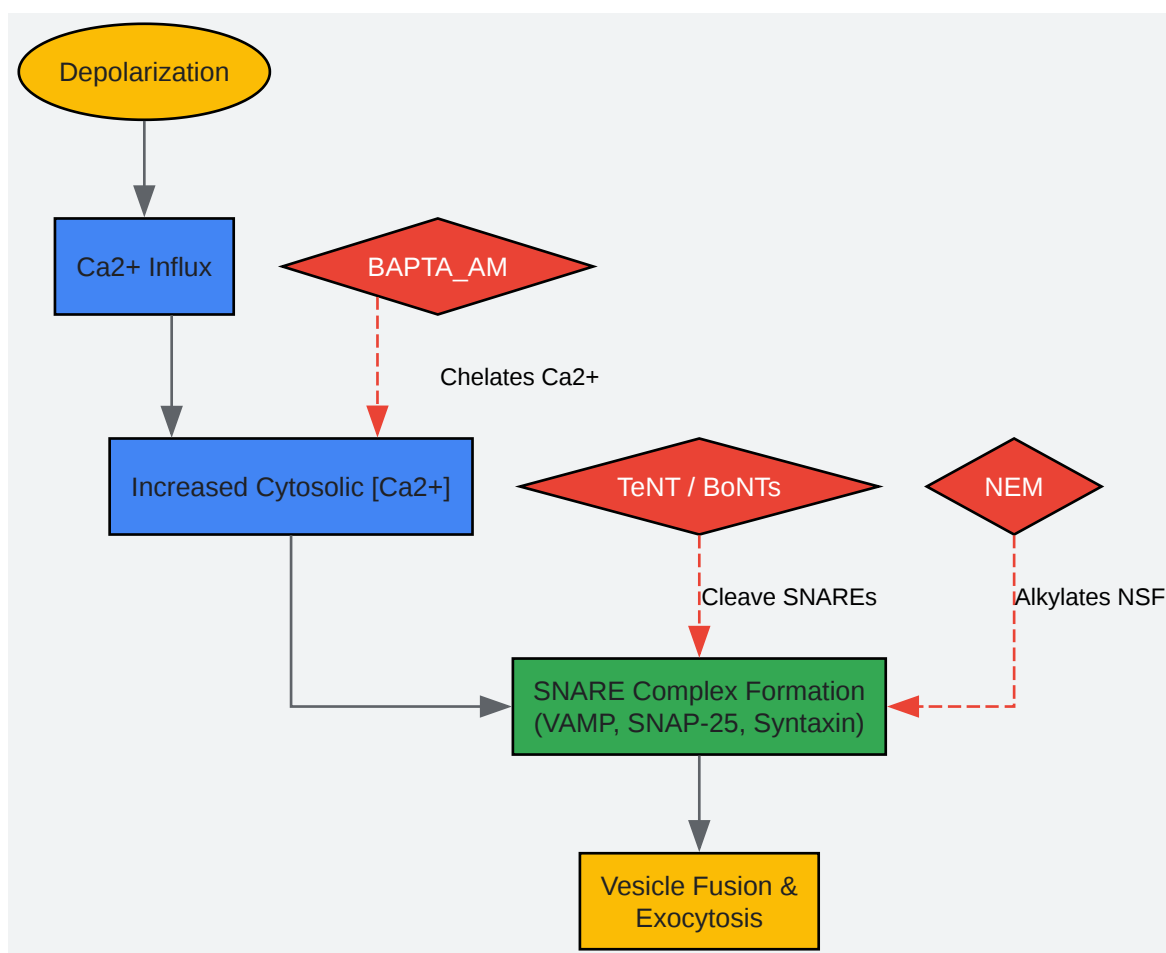 Depolarization
Ca2+ Influx
BAPTA_AM
Chelates Ca2+
Increased Cytosolic [Ca2+]
TeNT / BoNTs
NEM
Cleave SNAREs
Alkylates NSF
SNARE Complex Formation
(VAMP, SNAP-25, Syntaxin)
Vesicle Fusion &
Exocytosis